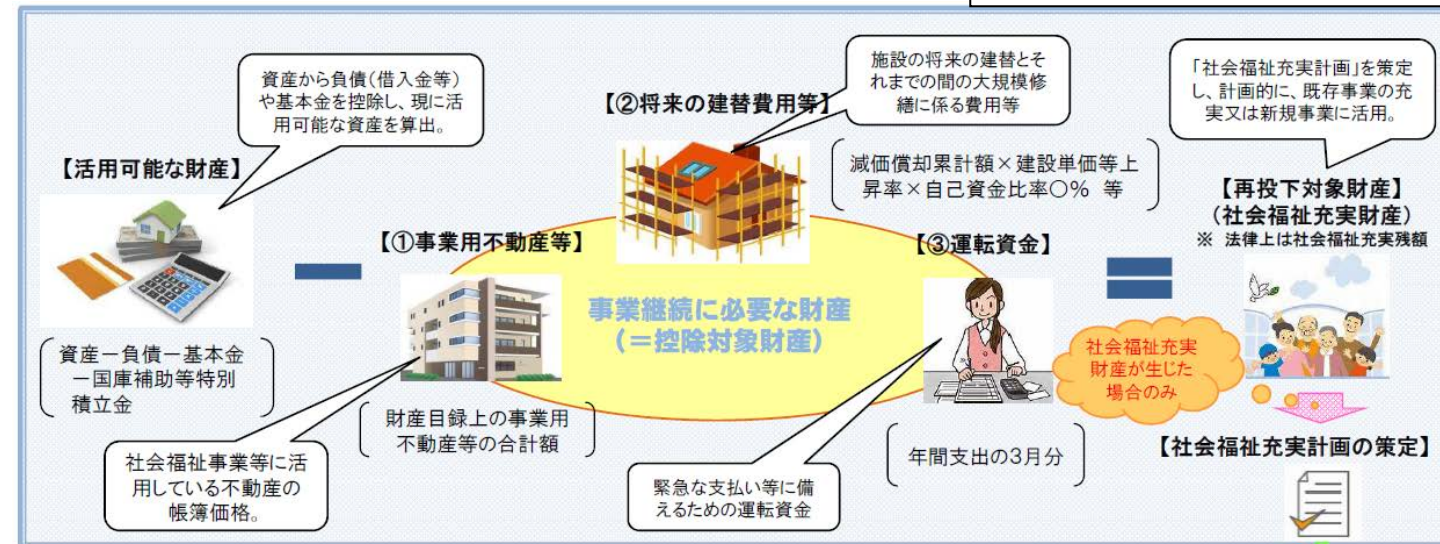 資産から負債(借入金等)
や基本金を控除し、現に活
用可能な資産を算出。
【活用可能な財産】
資産ー負債ー基本金
ー国庫補助等特別
積立金
【①事業用不動産等】
財産目録上の事業用
不動産等の合計額
社会福祉事業等に活
用している不動産の
帳簿価格。
【②将来の建替費用等】
施設の将来の建替とそ
れまでの間の大規模修
繕に係る費用等
減価償却累計額×建設単価等上
昇率×自己資金比率〇% 等
事業継続に必要な財産
(=控除対象財産)
【③運転資金】
年間支出の3月分
緊急な支払い等に備
えるための運転資金
「社会福祉充実計画」を策定
し、計画的に、既存事業の充
実又は新規事業に活用。
【再投下対象財産】
(社会福祉充実財産)
※ 法律上は社会福祉充実残額
社会福祉充実
財産が生じた
場合のみ
【社会福祉充実計画の策定】